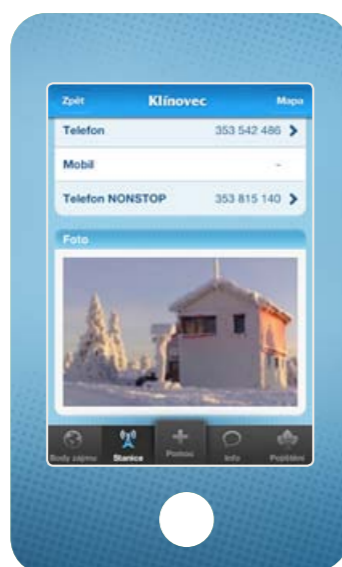 Zpět Klínovec Mapa
Telefon 353 542 486
Mobil -
Telefon NONSTOP 353 815 140
Foto
Body zájmu Stanice Pomoc Info Pojištění